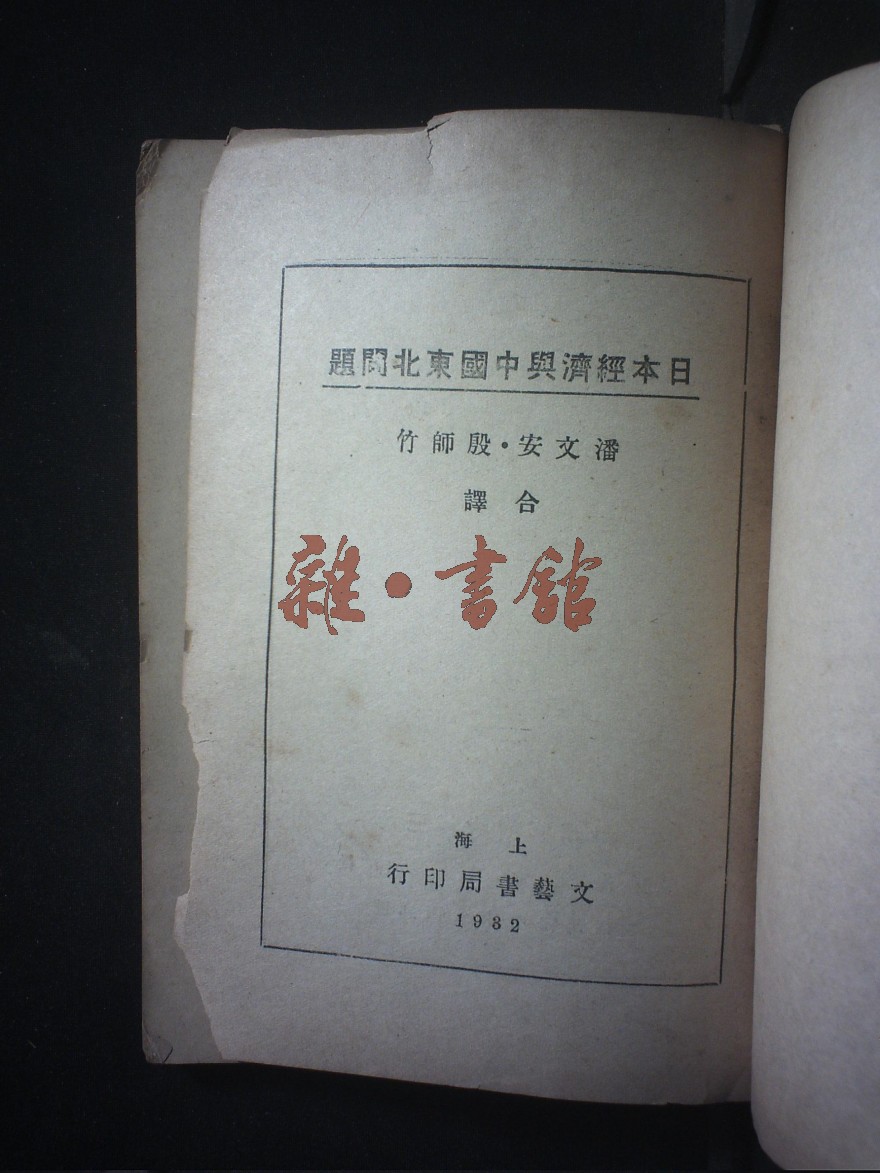 日本經濟與中國東北問題
潘文安·殷師竹
合譯
雜·書館
上海
文藝書局印行
1932